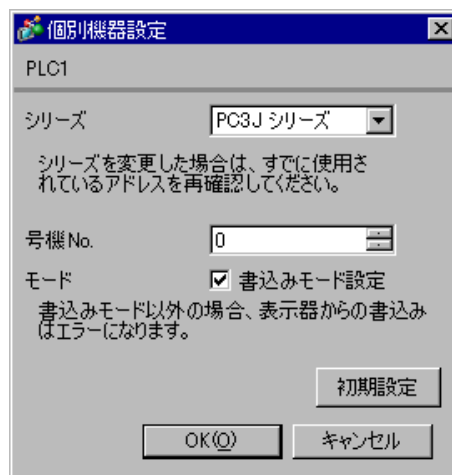 個別機器設定
PLC1
シリーズ PC3J シリーズ
シリーズを変更した場合は、すでに使用さ
れているアドレスを再確認してください。
号機No. 0
モード 書込みモード設定
書込みモード以外の場合、表示器からの書込み
はエラーになります。
初期設定
OK(O) キャンセル